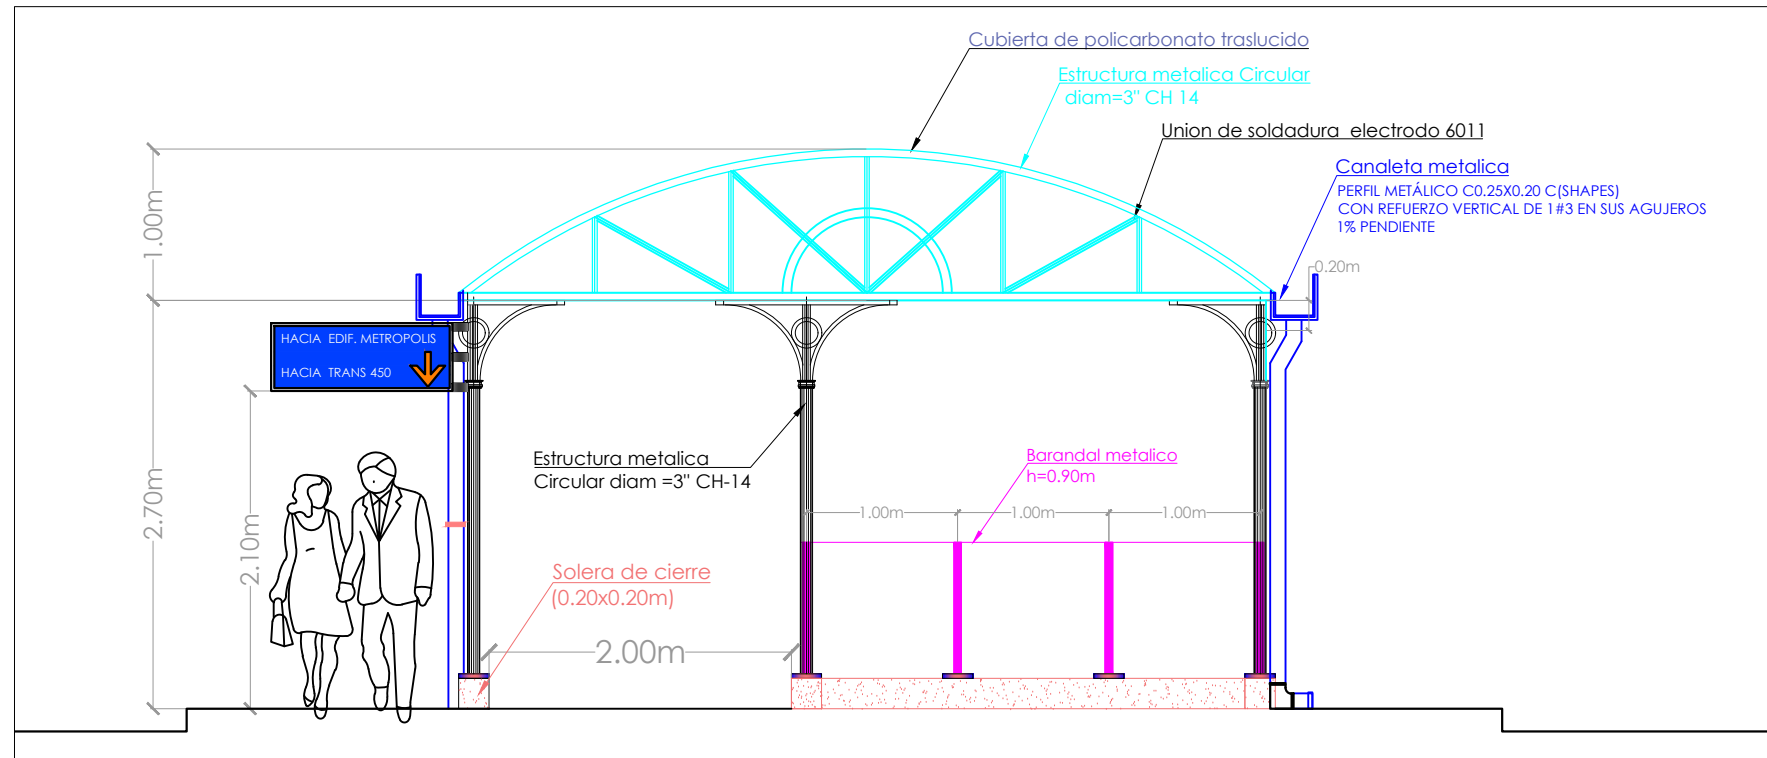 Cubierta de policarbonato traslucido
Estructura metalica Circular
diam=3" CH 14
Union de soldadura electrodo 6011
Canaleta metalica
PERFIL METÁLICO C0.25X0.20 C(SHAPES)
CON REFUERZO VERTICAL DE 1#3 EN SUS AGUJEROS
1% PENDIENTE
1.00m
0.20m
HACIA EDIF. METROPOLIS
HACIA TRANS 450
2.70m
2.10m
Estructura metalica
Circular diam =3" CH-14
Barandal metalico
h=0.90m
1.00m
1.00m
1.00m
Solera de cierre
(0.20x0.20m)
2.00m